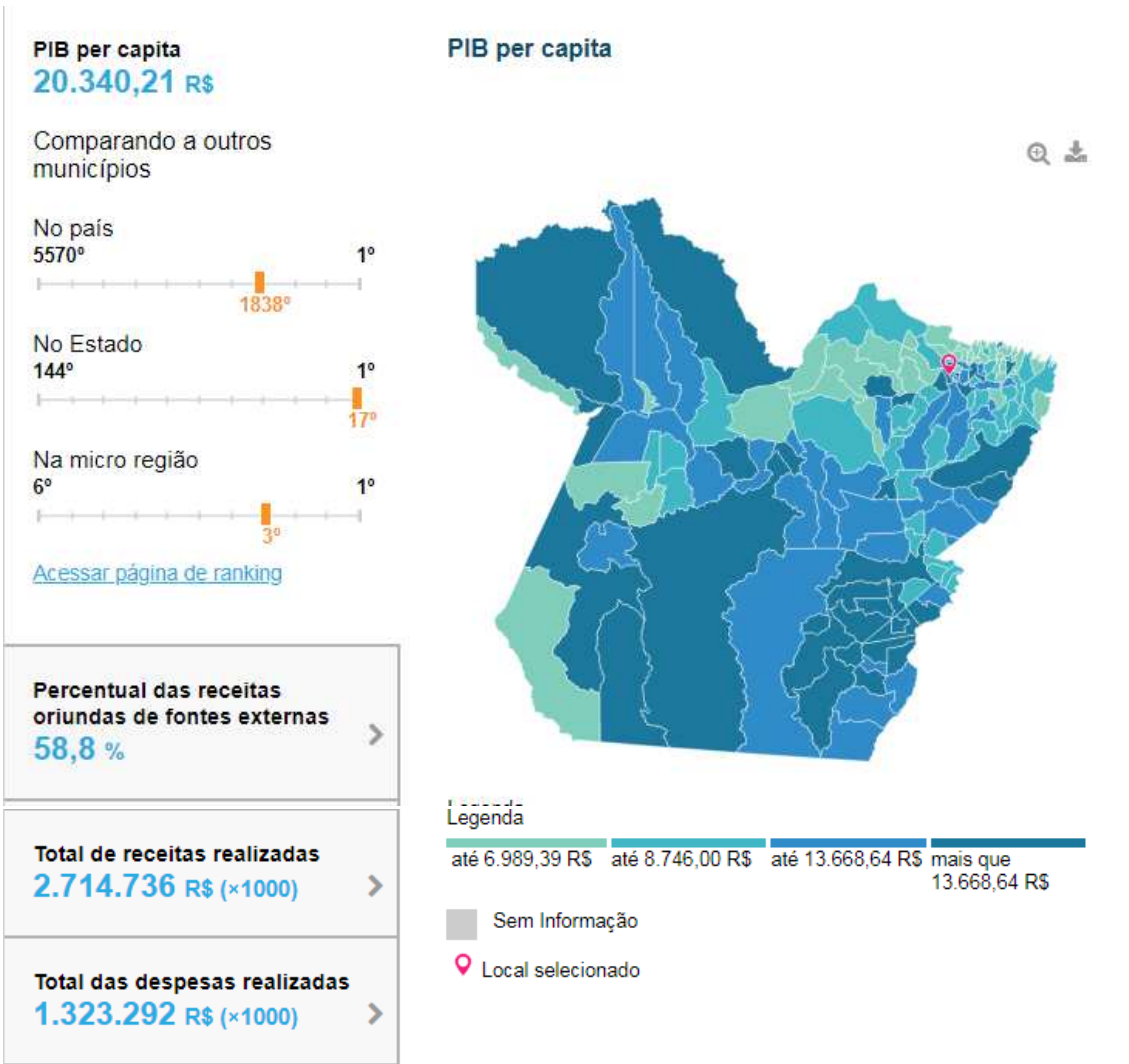 PIB per capita
20.340,21 R$
Comparando a outros
municípios
No país
5570º 1º
1838º
No Estado
144º 1º
17º
Na micro região
6º 1º
3º
Acessar página de ranking
Percentual das receitas
oriundas de fontes externas
58,8 %
Total de receitas realizadas
2.714.736 R$ (×1000)
Total das despesas realizadas
1.323.292 R$ (×1000)
PIB per capita
Legenda
Legenda
até 6.989,39 R$ até 8.746,00 R$ até 13.668,64 R$ mais que
13.668,64 R$
Sem Informação
Local selecionado